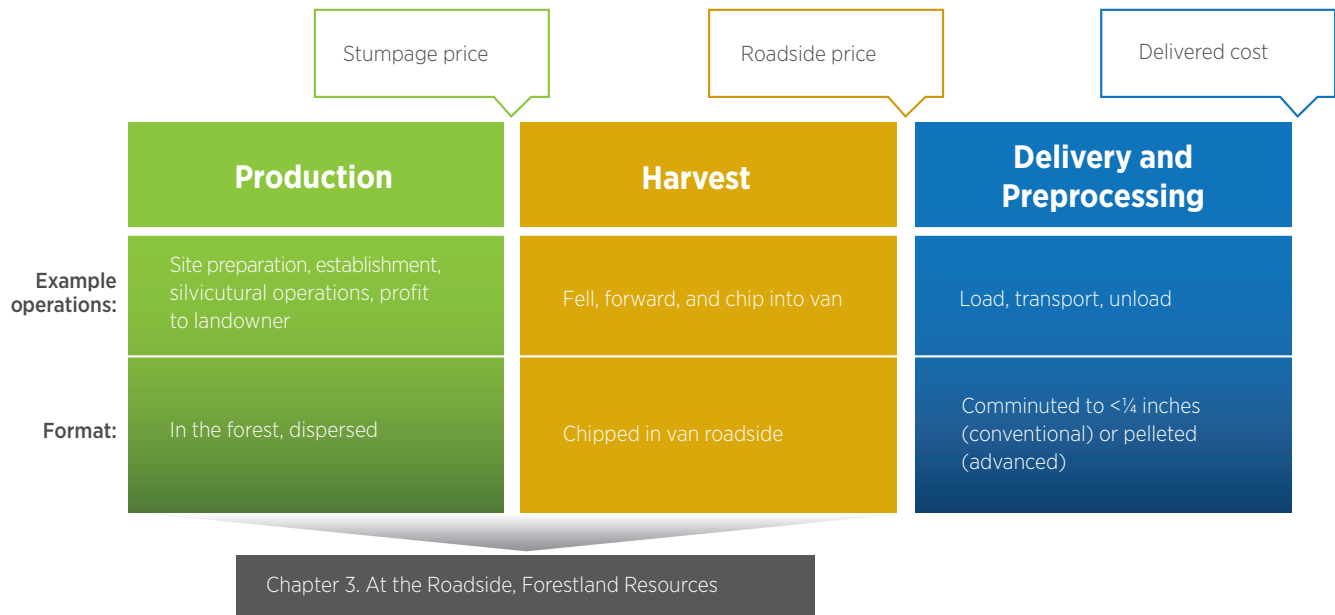 Stumpage price
Roadside price
Delivered cost
Production
Harvest
Delivery and
Preprocessing
Example
operations:
Site preparation, establishment,
silvicutural operations, profit
to landowner
Fell, forward, and chip into van
Load, transport, unload
Format:
In the forest, dispersed
Chipped in van roadside
Comminuted to <¼ inches
(conventional) or pelleted
(advanced)
Chapter 3. At the Roadside, Forestland Resources